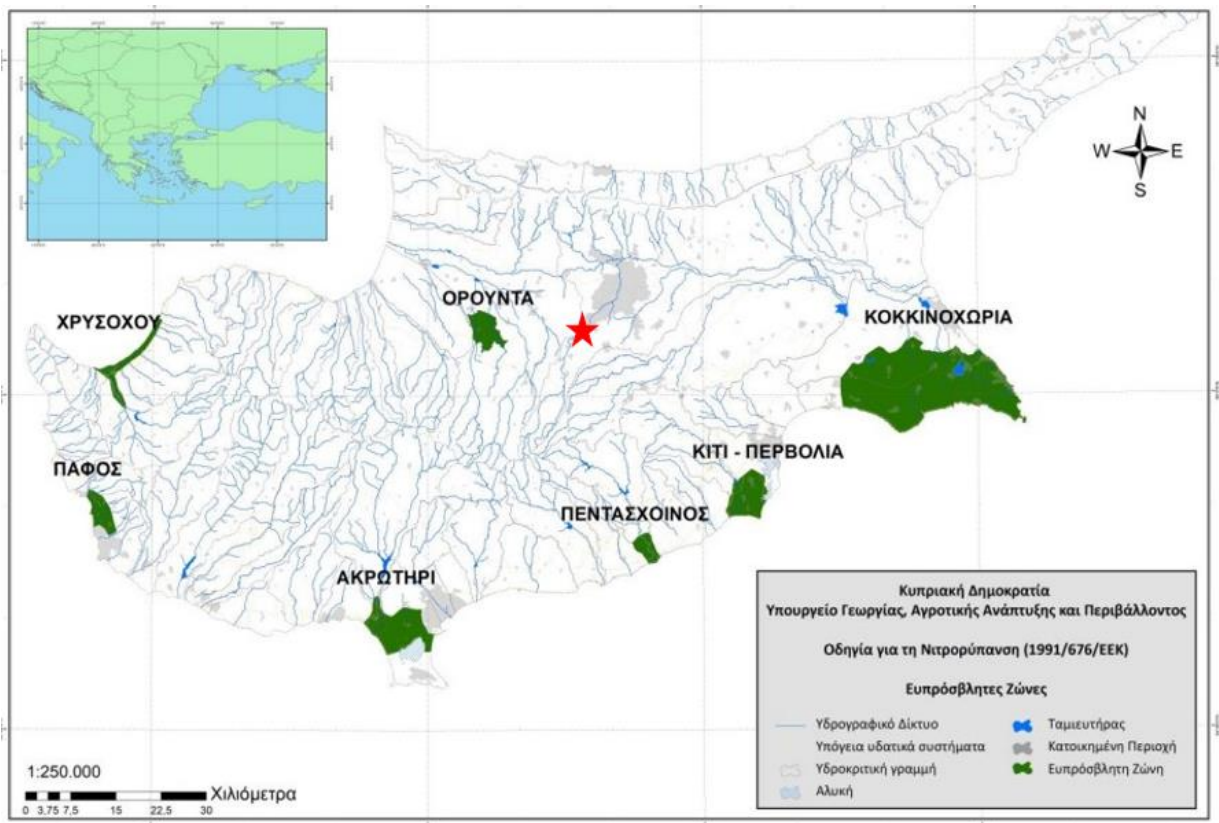 N
W E
S
ΟΡΟΥΝΤΑ
ΧΡΥΣΟΧΟΥ
ΚΟΚΚΙΝΟΧΩΡΙΑ
ΚΙΤΙ - ΠΕΡΒΟΛΙΑ
ΠΑΦΟΣ
ΠΕΝΤΑΣΧΟΙΝΟΣ
ΑΚΡΩΤΗΡΙ
Κυπριακή Δημοκρατία
Υπουργείο Γεωργίας, Αγροτικής Ανάπτυξης και Περιβάλλοντος
Οδηγία για τη Νιτρορύπανση (1991/676/ΕΕΚ)
Ευπρόσβλητες Ζώνες
Υδρογραφικό Δίκτυο
Υπόγεια υδατικά συστήματα
Υδροκριτική γραμμή
Αλυκή
Ταμιευτήρας
Κατοικημένη Περιοχή
Ευπρόσβλητη Ζώνη
1:250.000
Χιλιόμετρα
0 3,75 7,5 15 22,5 30